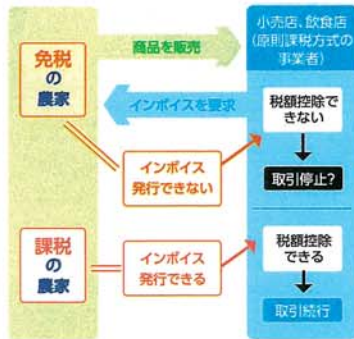 商品を販売
小売店、飲食店
(原則課税方式の
事業者)
免税
の
農家
インボイスを要求
税額控除で
きない
インボイス
発行できない
取引停止?
課税
の
農家
インボイス
発行できる
税額控除
できる
取引続行